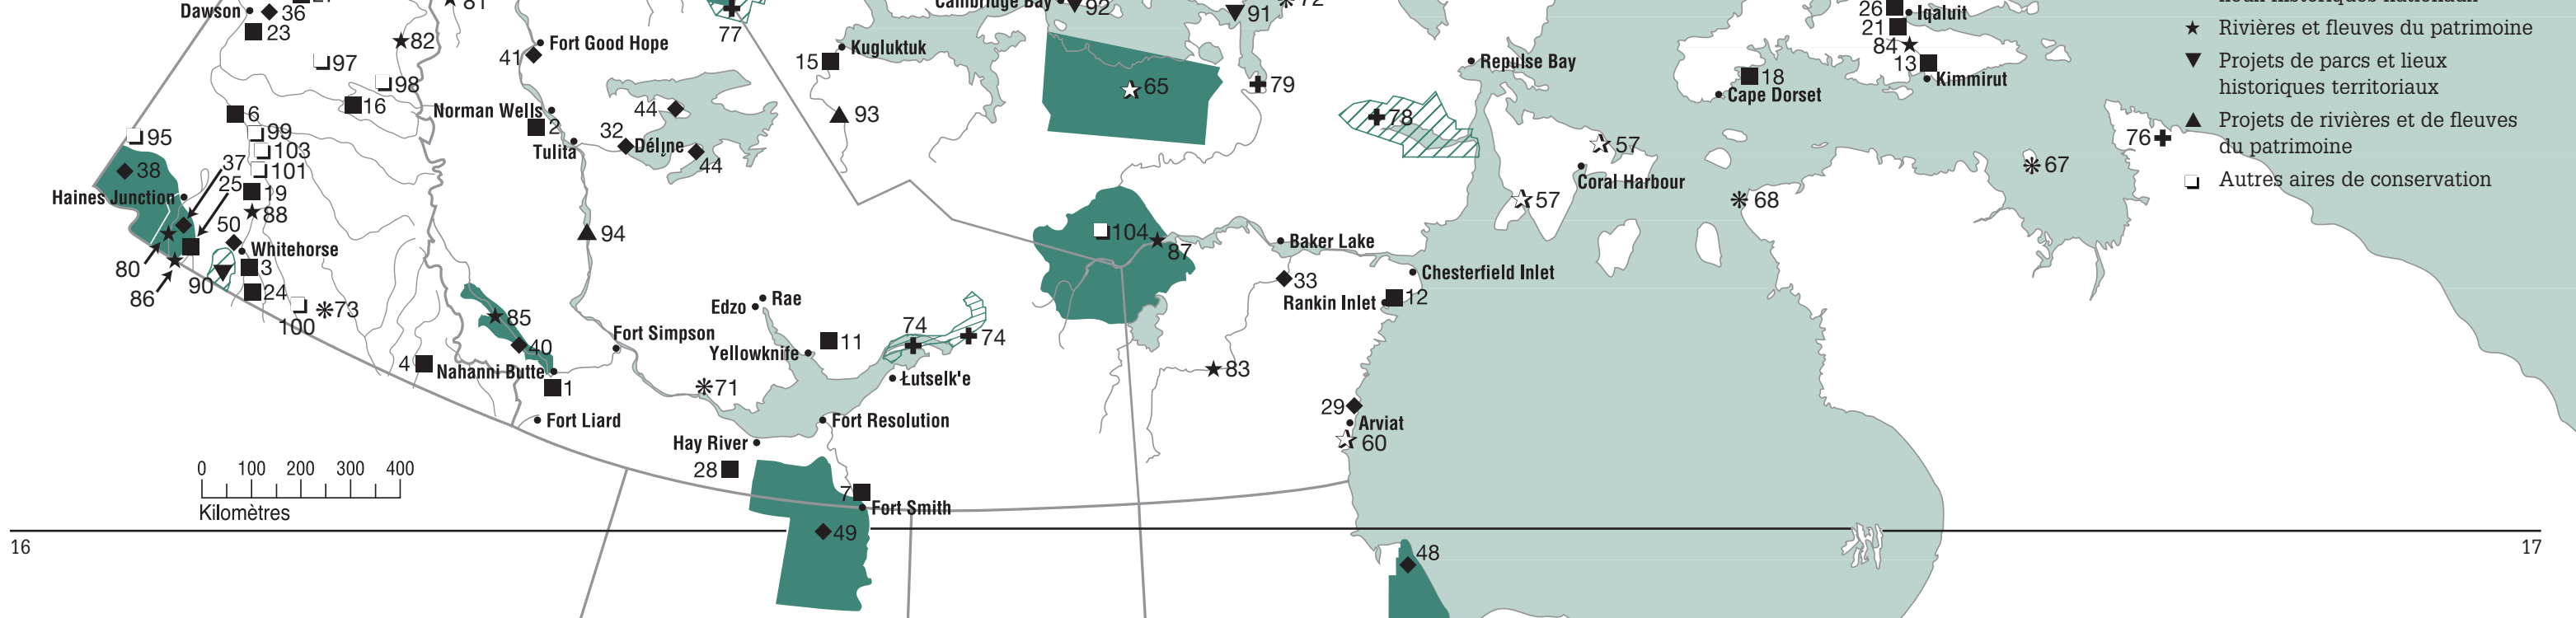 Dawson
36
23
81
82
97
98
16
6
95
99
103
101
37
25
38
Haines Junction
19
88
50
Whitehorse
3
80
86
90
24
100
73
4
Fort Good Hope
41
Norman Wells
2
Tulita
32
44
Déline
44
94
85
40
Nahanni Butte
1
Fort Simpson
Fort Liard
77
Kugluktuk
15
93
Cambridge Bay
92
91
72
65
79
Rae
Edzo
Yellowknife
11
74
74
Łutselk'e
71
Fort Resolution
Hay River
28
7
Fort Smith
49
104
87
Baker Lake
33
Chesterfield Inlet
Rankin Inlet
12
83
29
Arviat
60
48
Repulse Bay
78
57
Coral Harbour
57
68
67
18
Cape Dorset
26
Iqaluit
21
84
13
Kimmirut
76
lieux historiques nationaux
Rivières et fleuves du patrimoine
Projets de parcs et lieux
historiques territoriaux
Projets de rivières et de fleuves
du patrimoine
Autres aires de conservation
0 100 200 300 400
Kilomètres
16
17